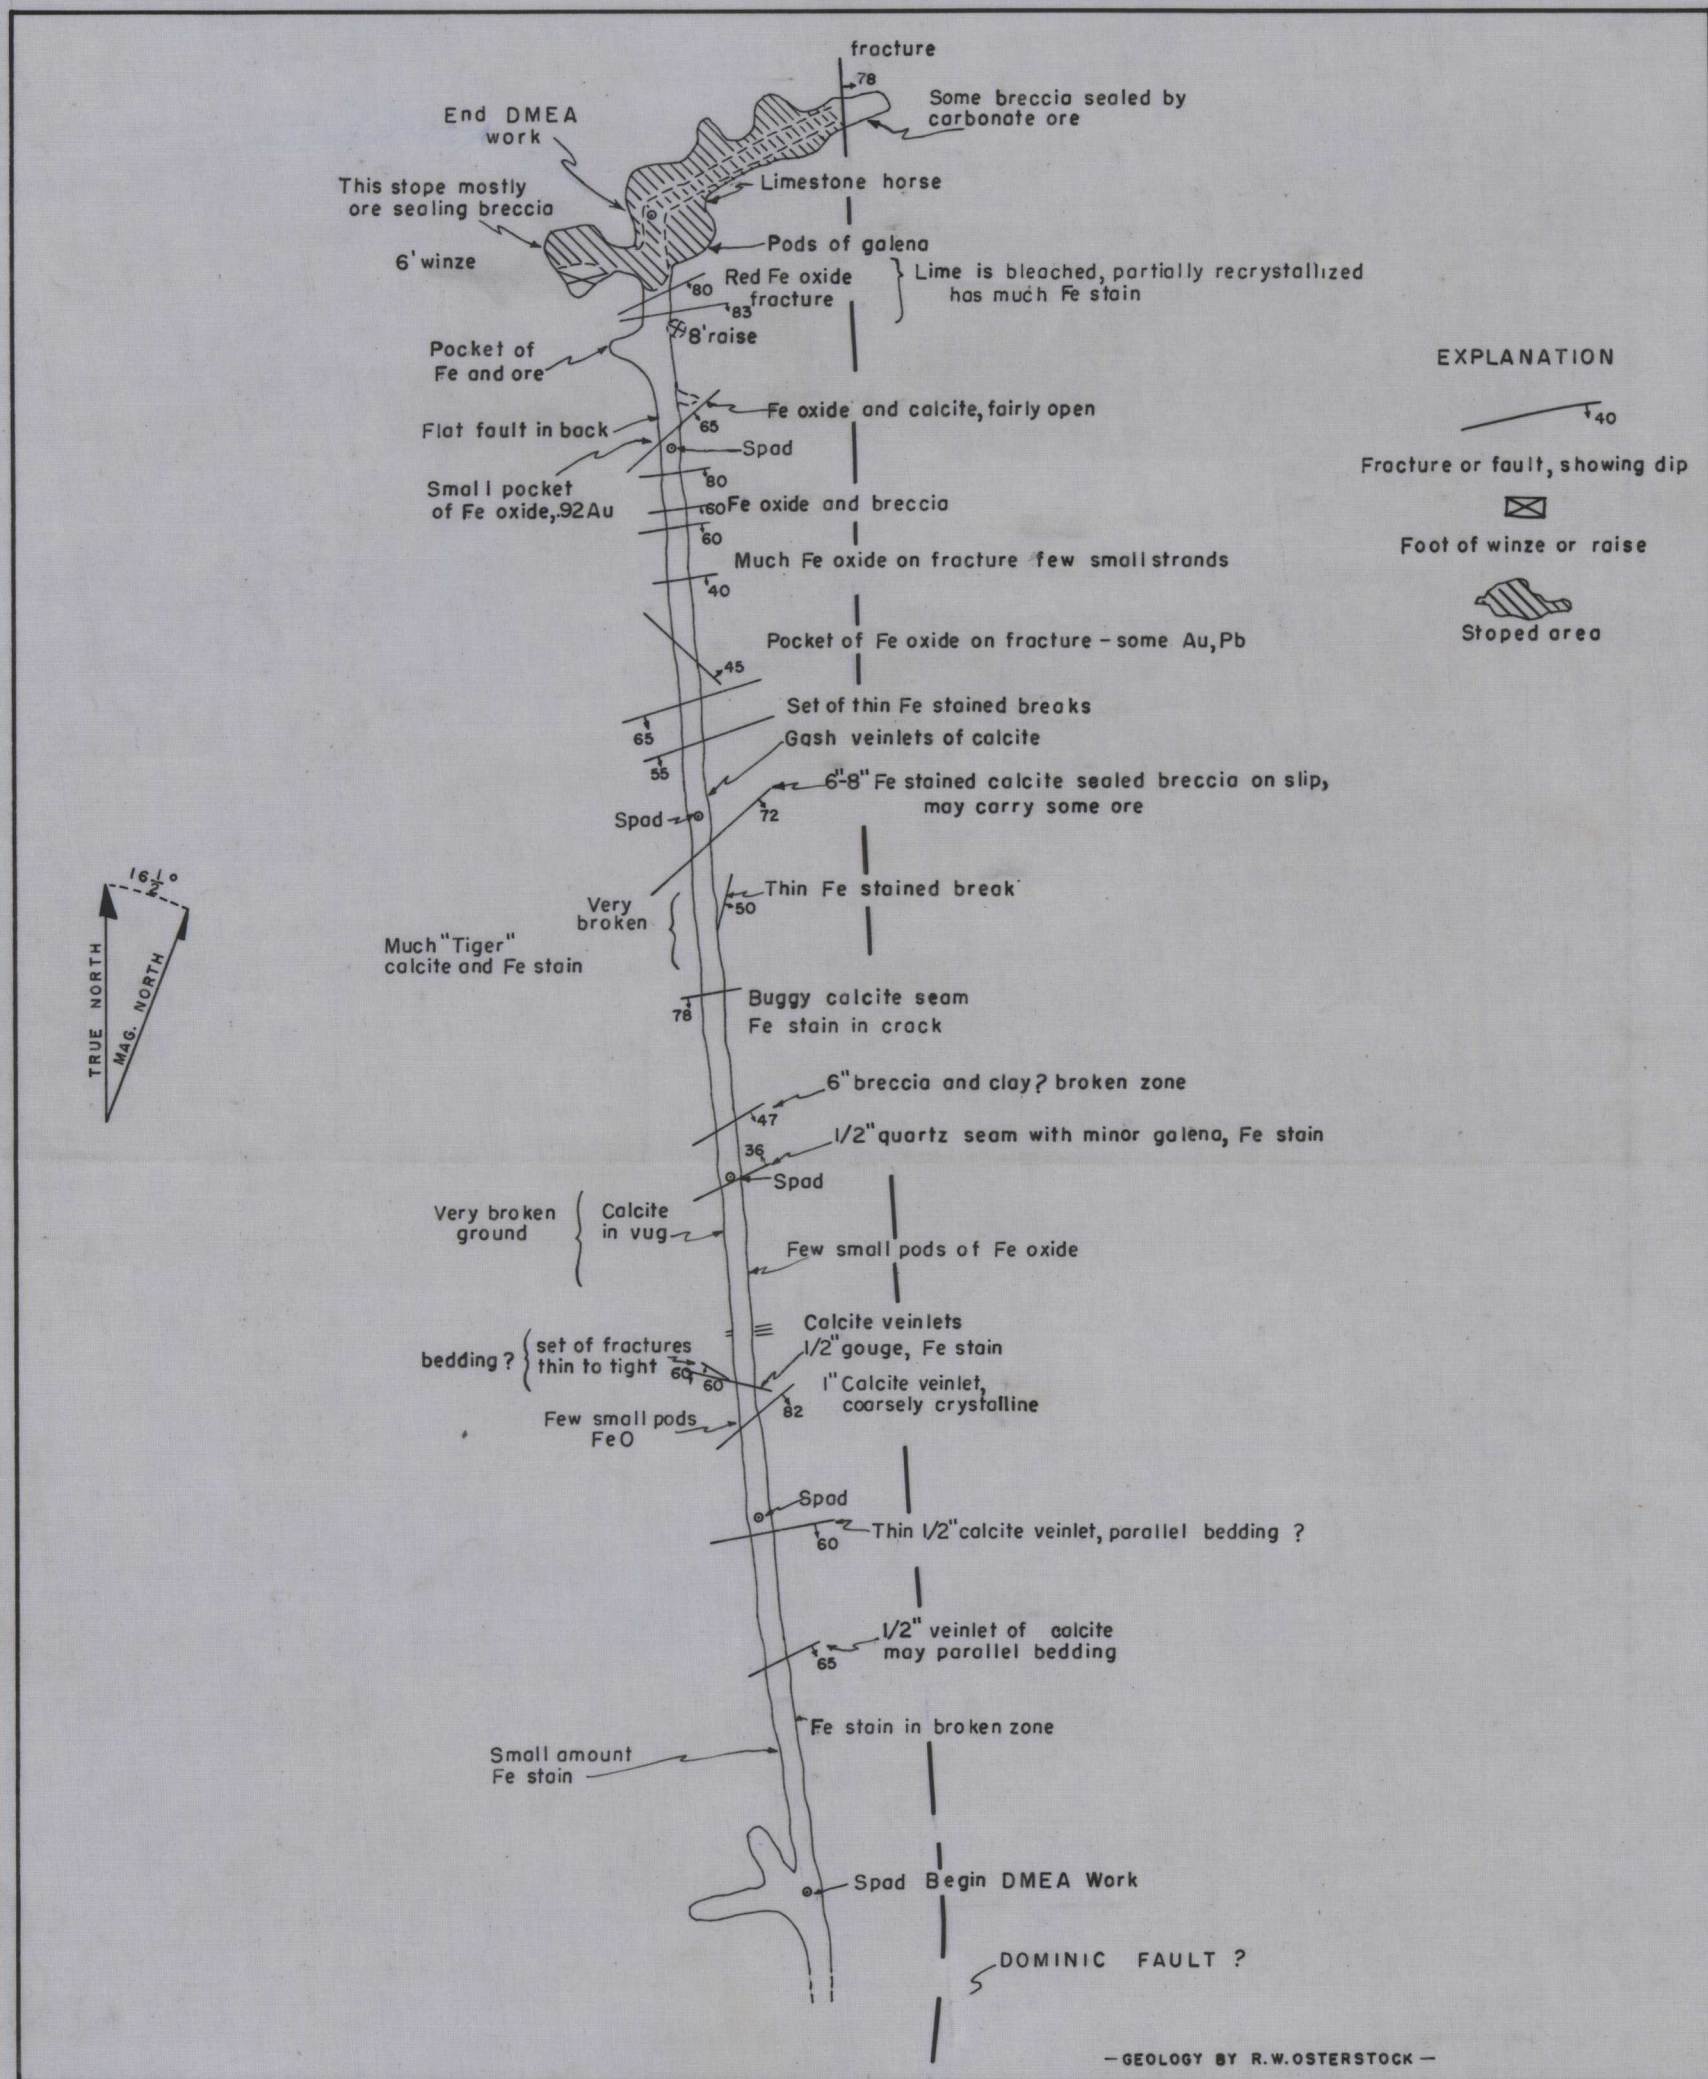 fracture
78
End DMEA
work
Some breccia sealed by
carbonate ore
This stope mostly
ore sealing breccia
Limestone horse
6' winze
Pods of galena
80
Red Fe oxide
fracture
83
Lime is bleached, partially recrystallized
has much Fe stain
8' raise
Pocket of
Fe and ore
EXPLANATION
40
Fracture or fault, showing dip
Foot of winze or raise
Stoped area
Fe oxide and calcite, fairly open
Flat fault in back
65
Spad
Small pocket
of Fe oxide, .92 Au
80
60
Fe oxide and breccia
60
Much Fe oxide on fracture few small strands
40
Pocket of Fe oxide on fracture - some Au, Pb
45
Set of thin Fe stained breaks
65
Gash veinlets of calcite
55
6"-8" Fe stained calcite sealed breccia on slip,
may carry some ore
72
Spad
16 1/2°
TRUE NORTH
MAG. NORTH
Thin Fe stained break
50
Very
broken
Much "Tiger"
calcite and Fe stain
Buggy calcite seam
Fe stain in crack
78
6" breccia and clay? broken zone
47
1/2" quartz seam with minor galena, Fe stain
36
Spad
Very broken
ground
Calcite
in vug
Few small pods of Fe oxide
Calcite veinlets
1/2" gouge, Fe stain
bedding ?
set of fractures
thin to tight
60
60
1" Calcite veinlet,
coarsely crystalline
82
Few small pods
FeO
Spad
Thin 1/2" calcite veinlet, parallel bedding ?
60
1/2" veinlet of calcite
may parallel bedding
65
Fe stain in broken zone
Small amount
Fe stain
Spad Begin DMEA Work
DOMINIC FAULT ?
-GEOLOGY BY R.W. OSTERSTOCK-